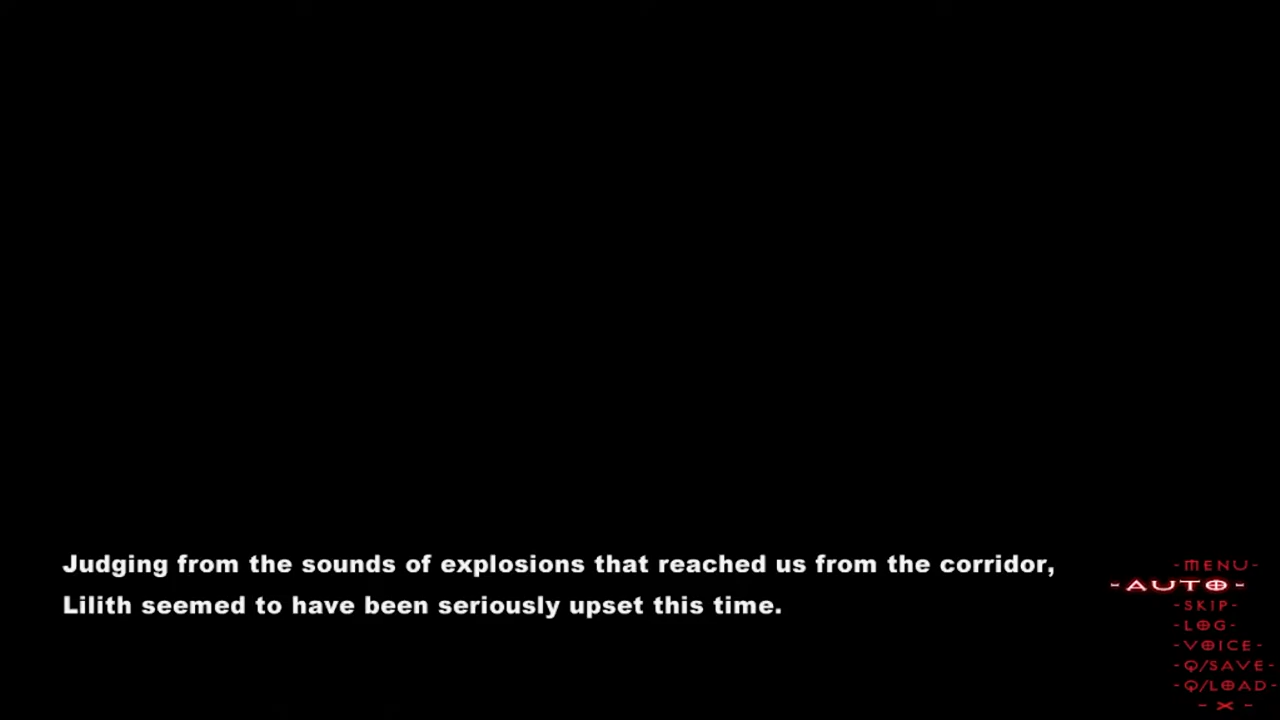 Judging from the sounds of explosions that reached us from the corridor,
Lilith seemed to have been seriously upset this time.
-MENU-
-AUTO-
-SKIP-
-LOG-
-VOICE-
-Q/SAVE-
-Q/LOAD-
-X-